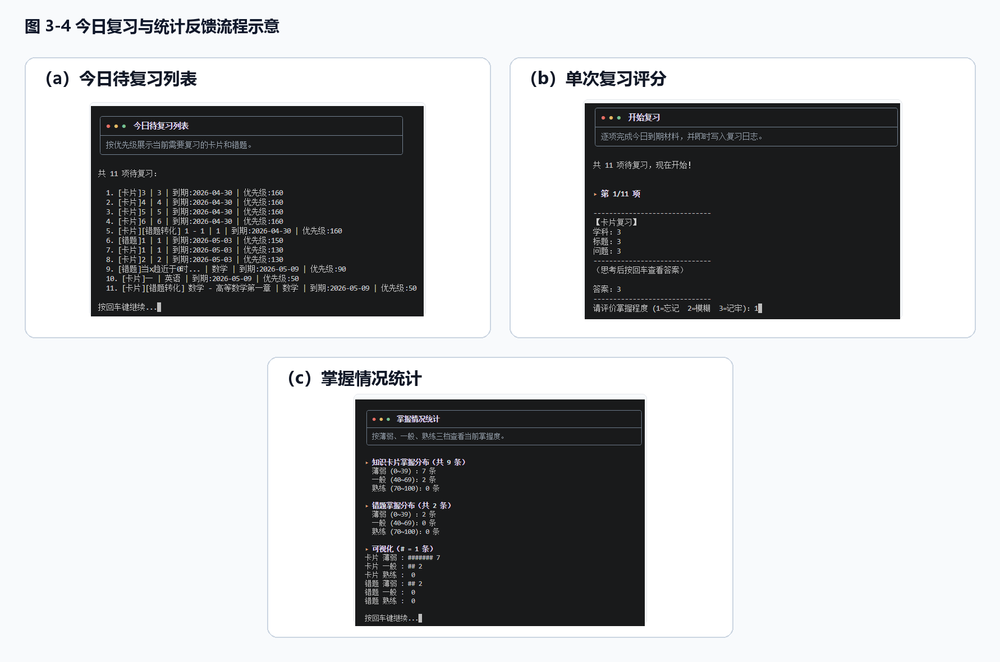 图 3-4 今日复习与统计反馈流程示意
（a）今日待复习列表
今日待复习列表
按优先级展示当前需要复习的卡片和错题。
共 11 项待复习:
1. [卡片]3 | 3 | 到期:2026-04-30 | 优先级:160
2. [卡片]4 | 4 | 到期:2026-04-30 | 优先级:160
3. [卡片]5 | 5 | 到期:2026-04-30 | 优先级:160
4. [卡片]6 | 6 | 到期:2026-04-30 | 优先级:160
5. [卡片][错题转化] 1 - 1 | 1 | 到期:2026-04-30 | 优先级:160
6. [错题]1 | 1 | 到期:2026-05-03 | 优先级:150
7. [卡片]1 | 1 | 到期:2026-05-03 | 优先级:130
8. [卡片]2 | 2 | 到期:2026-05-03 | 优先级:130
9. [错题]当x趋近于0时... | 数学 | 到期:2026-05-09 | 优先级:90
10. [卡片]一 | 英语 | 到期:2026-05-09 | 优先级:50
11. [卡片][错题转化] 数学 - 高等数学第一章 | 数学 | 到期:2026-05-09 | 优先级:50
按回车键继续...
（b）单次复习评分
开始复习
逐项完成今日到期材料，并即时写入复习日志。
共 11 项待复习，现在开始！
▸ 第 1/11 项
------------------------------
【卡片复习】
学科: 3
标题: 3
问题: 3
------------------------------
（思考后按回车查看答案）
答案: 3
------------------------------
请评价掌握程度 (1=忘记 2=模糊 3=记牢): 1
（c）掌握情况统计
掌握情况统计
按薄弱、一般、熟练三档查看当前掌握度。
▸ 知识卡片掌握分布（共 9 条）
薄弱 (0~39) : 7 条
一般 (40~69): 2 条
熟练 (70~100): 0 条
▸ 错题掌握分布（共 2 条）
薄弱 (0~39) : 2 条
一般 (40~69): 0 条
熟练 (70~100): 0 条
▸ 可视化（# = 1 条）
卡片 薄弱 : ####### 7
卡片 一般 : ## 2
卡片 熟练 : 0
错题 薄弱 : ## 2
错题 一般 : 0
错题 熟练 : 0
按回车键继续...